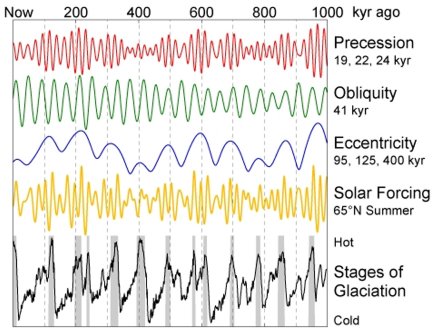 Now 200 400 600 800 1000 kyr ago
Precession
19, 22, 24 kyr
Obliquity
41 kyr
Eccentricity
95, 125, 400 kyr
Solar Forcing
65°N Summer
Hot
Stages of
Glaciation
Cold